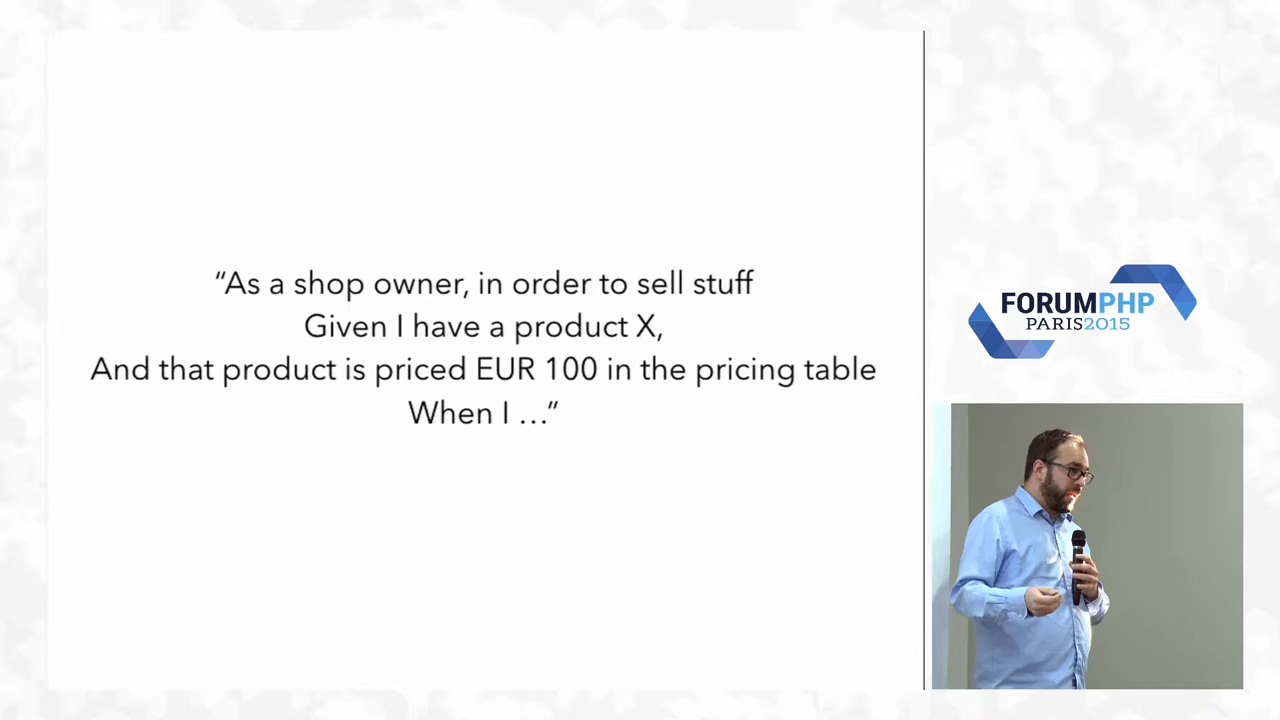 “As a shop owner, in order to sell stuff
Given I have a product X,
And that product is priced EUR 100 in the pricing table
When I …”
FORUMPHP
PARIS2015